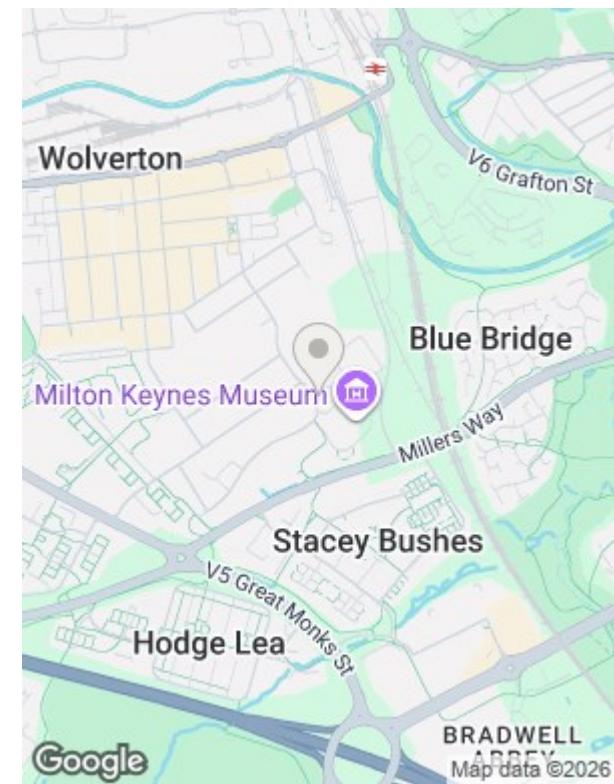 Wolverton
V6 Grafton St
Blue Bridge
Milton Keynes Museum
Millers Way
Stacey Bushes
V5 Great Monks St
Hodge Lea
BRADWELL
ABBEY
Google
Map data ©2026